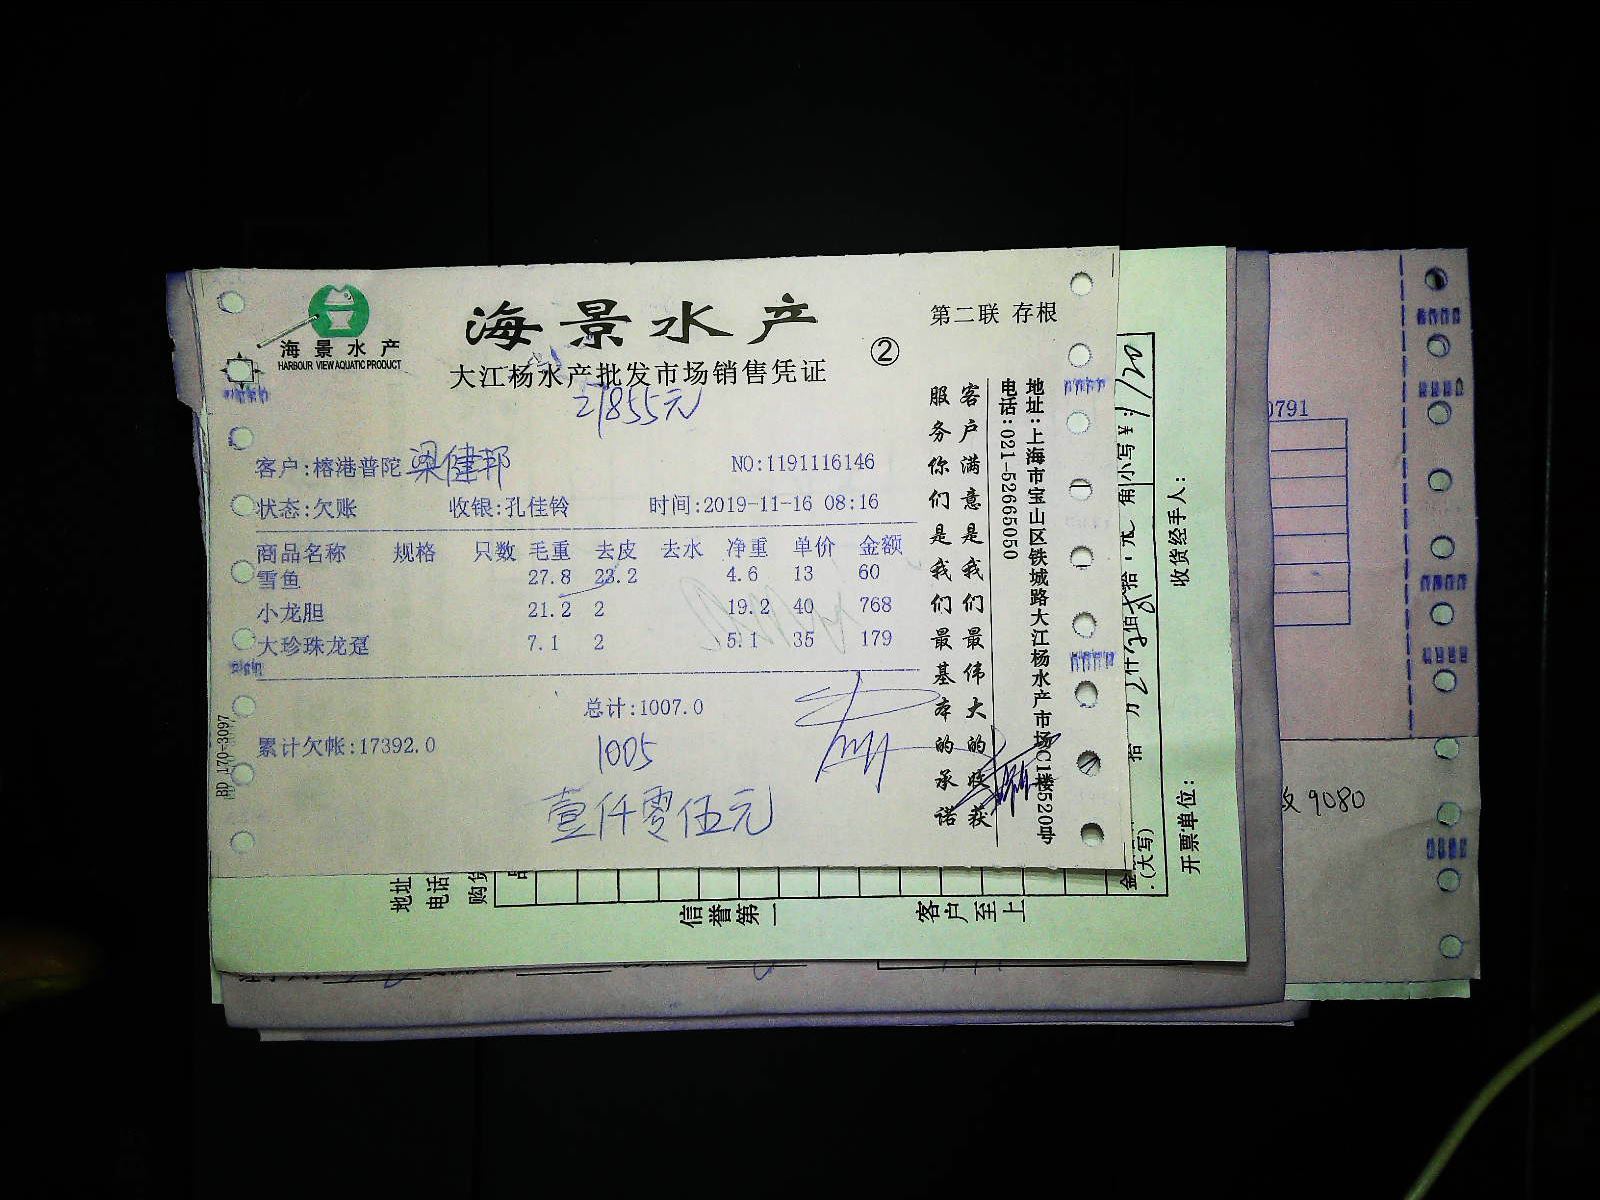 海景水产
HARBOUR VIEW AQUATIC PRODUCT
海景水产
大江杨水产批发市场销售凭证
②
第二联 存根
21855元
客户:榕港普陀 梁健邦
NO:1191116146
状态:欠账 收银:孔佳铃 时间:2019-11-16 08:16
商品名称 规格 只数 毛重 去皮 去水 净重 单价 金额
雪鱼 27.8 23.2 4.6 13 60
小龙胆 21.2 2 19.2 40 768
大珍珠龙趸 7.1 2 5.1 35 179
总计:1007.0
累计欠帐:17392.0
1005
壹仟零伍元
BD 170-3097
客户满意是我们最伟大的收获
服务你们是我们最基本的承诺
地址:上海市宝山区铁城路大江杨水产市场C1楼520号
电话:021-52665050
小写¥:
收货经手人:
开票单位:
(大写)
地址
电话
购货
信誉第一
客户至上
0791
9080